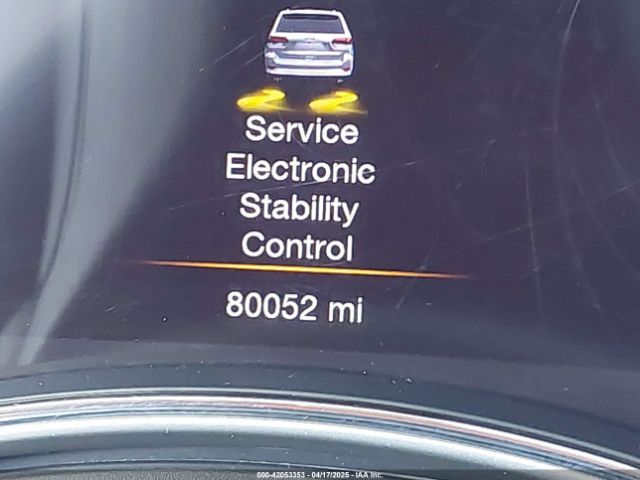 Service
Electronic
Stability
Control
80052 mi
000-42053353 - 04/17/2025 - IAA Inc.